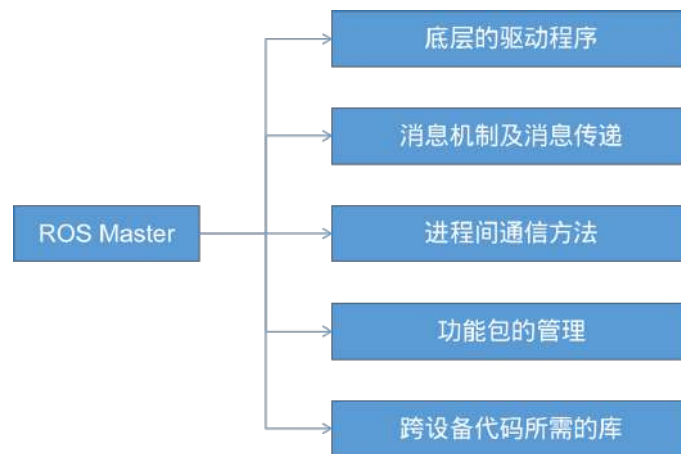 底层的驱动程序
消息机制及消息传递
ROS Master
进程间通信方法
功能包的管理
跨设备代码所需的库